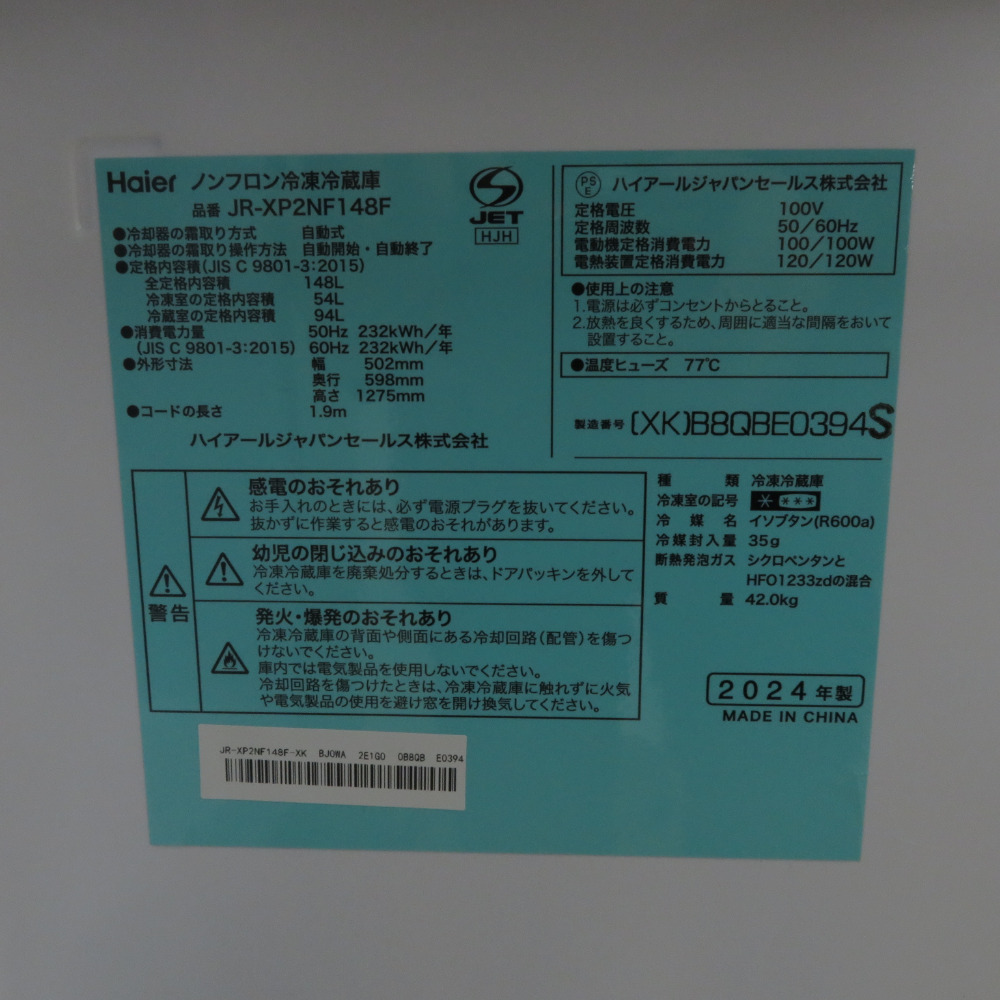 Haier ノンフロン冷凍冷蔵庫
品番 JR-XP2NF148F
●冷却器の霜取り方式 自動式
●冷却器の霜取り操作方法 自動開始・自動終了
●定格内容積(JIS C 9801-3:2015)
全定格内容積 148L
冷凍室の定格内容積 54L
冷蔵室の定格内容積 94L
●消費電力量 50Hz 232kWh/年
(JIS C 9801-3:2015) 60Hz 232kWh/年
●外形寸法 幅 502mm
奥行 598mm
高さ 1275mm
●コードの長さ 1.9m
ハイアールジャパンセールス株式会社
JET
HJH
PS
E
ハイアールジャパンセールス株式会社
定格電圧 100V
定格周波数 50/60Hz
電動機定格消費電力 100/100W
電熱装置定格消費電力 120/120W
●使用上の注意
1.電源は必ずコンセントからとること。
2.放熱を良くするため、周囲に適当な間隔をおいて
設置すること。
●温度ヒューズ 77℃
製造番号 (XK)B8QBE0394S
警告
感電のおそれあり
お手入れのときには、必ず電源プラグを抜いてください。
抜かずに作業すると感電のおそれがあります。
幼児の閉じ込みのおそれあり
冷凍冷蔵庫を廃棄処分するときは、ドアパッキンを外して
ください。
発火・爆発のおそれあり
冷凍冷蔵庫の背面や側面にある冷却回路(配管)を傷つ
けないでください。
庫内では電気製品を使用しないでください。
冷却回路を傷つけたときは、冷凍冷蔵庫に触れずに火気
や電気製品の使用を避け窓を開け換気してください。
種類 冷凍冷蔵庫
冷凍室の記号 * ***
冷媒名 イソブタン(R600a)
冷媒封入量 35g
断熱発泡ガス シクロペンタンと
HFO1233zdの混合
質量 42.0kg
2024年製
MADE IN CHINA
JR-XP2NF148F-XK BJ0WA 2E1G0 0B8QB E0394